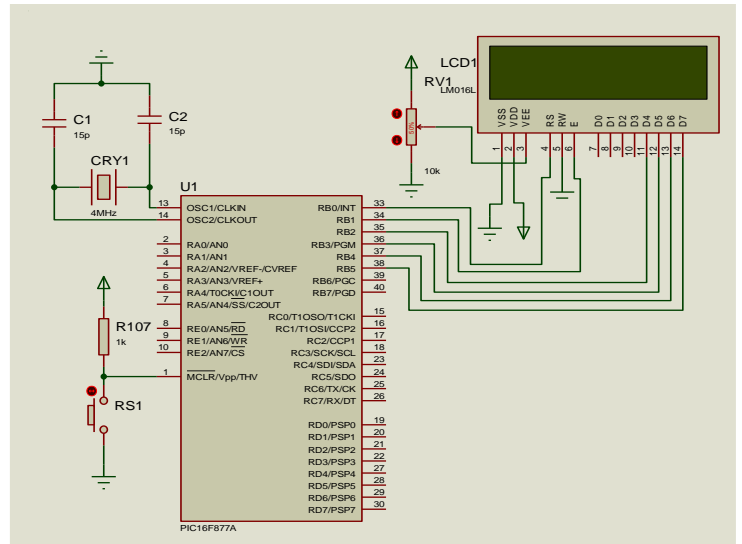 LCD1
LM016L
RV1
50%
10k
VSS
VDD
VEE
RS
RW
E
D0
D1
D2
D3
D4
D5
D6
D7
1
2
3
4
5
6
7
8
9
10
11
12
13
14
C1
15p
C2
15p
CRY1
4MHz
U1
13 OSC1/CLKIN
14 OSC2/CLKOUT
2 RA0/AN0
3 RA1/AN1
4 RA2/AN2/VREF-/CVREF
5 RA3/AN3/VREF+
6 RA4/T0CKI/C1OUT
7 RA5/AN4/SS/C2OUT
8 RE0/AN5/RD
9 RE1/AN6/WR
10 RE2/AN7/CS
1 MCLR/Vpp/THV
RB0/INT 33
RB1 34
RB2 35
RB3/PGM 36
RB4 37
RB5 38
RB6/PGC 39
RB7/PGD 40
RC0/T1OSO/T1CKI 15
RC1/T1OSI/CCP2 16
RC2/CCP1 17
RC3/SCK/SCL 18
RC4/SDI/SDA 23
RC5/SDO 24
RC6/TX/CK 25
RC7/RX/DT 26
RD0/PSP0 19
RD1/PSP1 20
RD2/PSP2 21
RD3/PSP3 22
RD4/PSP4 27
RD5/PSP5 28
RD6/PSP6 29
RD7/PSP7 30
PIC16F877A
R107
1k
RS1